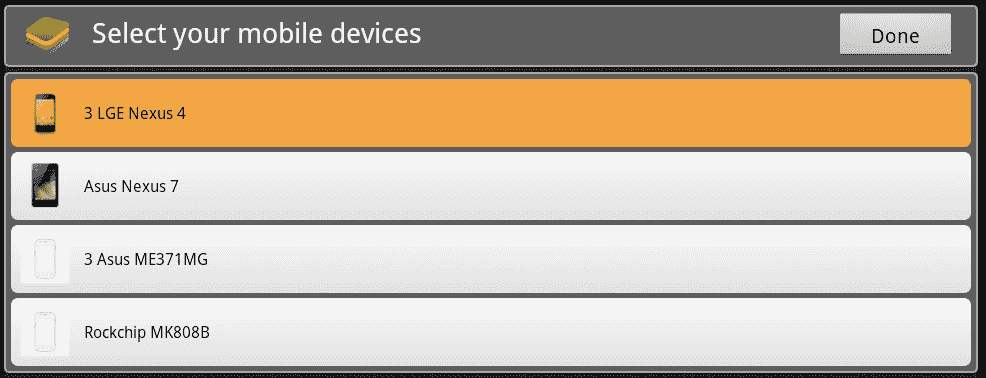 Select your mobile devices
Done
3 LGE Nexus 4
Asus Nexus 7
3 Asus ME371MG
Rockchip MK808B